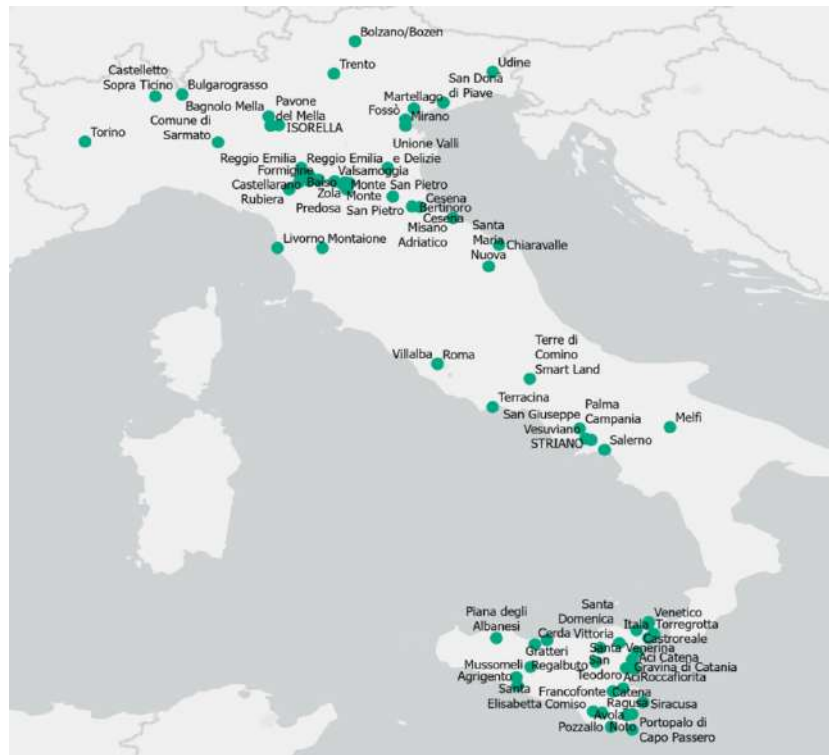 Bolzano/Bozen
Trento
Udine
Castelletto
Sopra Ticino
Bulgarograsso
San Donà
di Piave
Martellago
Bagnolo Mella
Pavone
del Mella
Fossò
Mirano
Torino
Comune di
Sarmato
ISORELLA
Unione Valli
e Delizie
Reggio Emilia
Reggio Emilia
Formigine
Valsamoggia
Castellarano
Baiso
Monte San Pietro
Rubiera
Zola
Predosa
Monte
San Pietro
Cesena
Bertinoro
Cesena
Misano
Adriatico
Santa
Maria
Nuova
Chiaravalle
Livorno
Montaione
Villalba
Roma
Terre di
Comino
Smart Land
Terracina
San Giuseppe
Vesuviano
Palma
Campania
STRIANO
Salerno
Melfi
Piana degli
Albanesi
Santa
Domenica
Vittoria
Venetico
Itala
Torregrotta
Cerda
Castroreale
Gratteri
Santa Venerina
Aci Catena
Mussomeli
Regalbuto
San
Teodoro
Gravina di Catania
Agrigento
Aci
Catena
Roccafiorita
Santa
Elisabetta
Francofonte
Comiso
Ragusa
Siracusa
Avola
Pozzallo
Noto
Portopalo di
Capo Passero